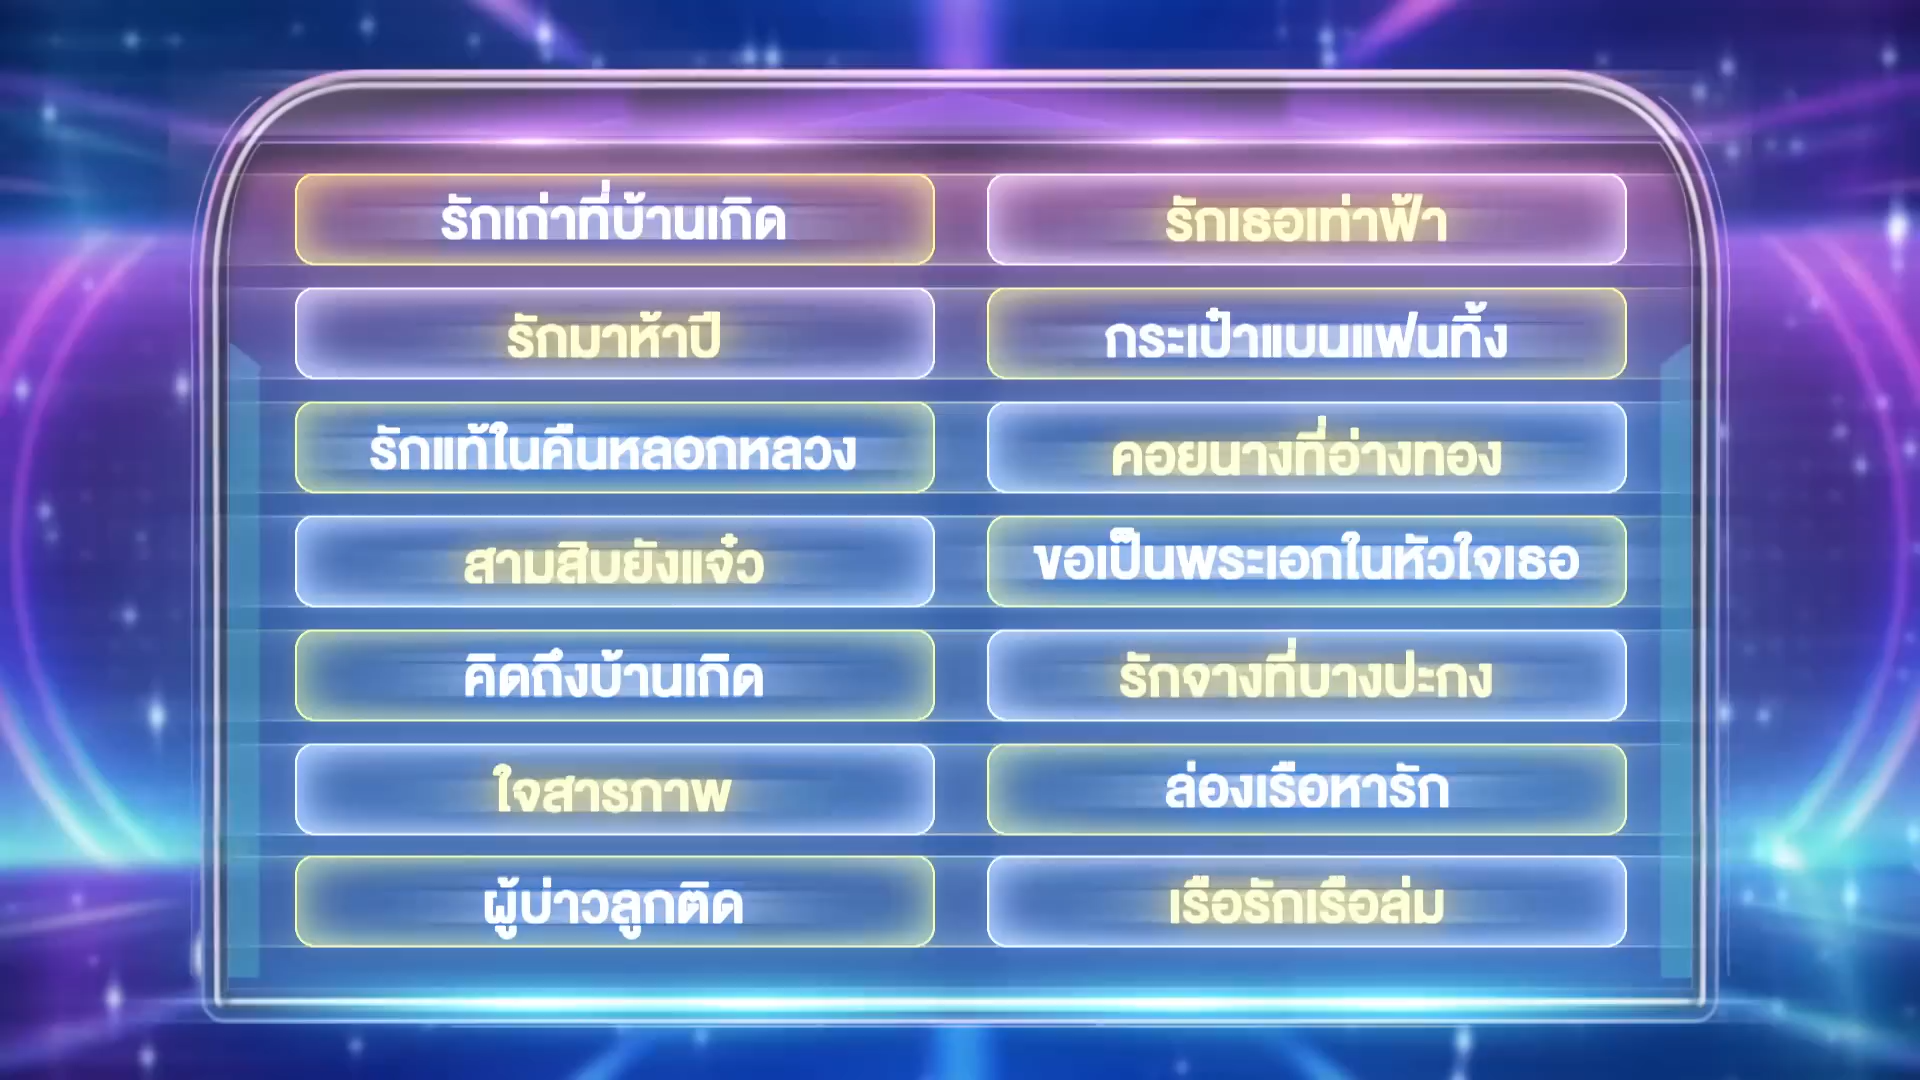 รักเก่าที่บ้านเกิด
รักเธอเท่าฟ้า
รักมาห้าปี
กระเป๋าแบนแฟนทิ้ง
รักแท้ในคืนหลอกหลวง
คอยนางที่อ่างทอง
สามสิบยังแจ๋ว
ขอเป็นพระเอกในหัวใจเธอ
คิดถึงบ้านเกิด
รักจางที่บางปะกง
ใจสารภาพ
ล่องเรือหารัก
ผู้บ่าวลูกติด
เรือรักเรือล่ม